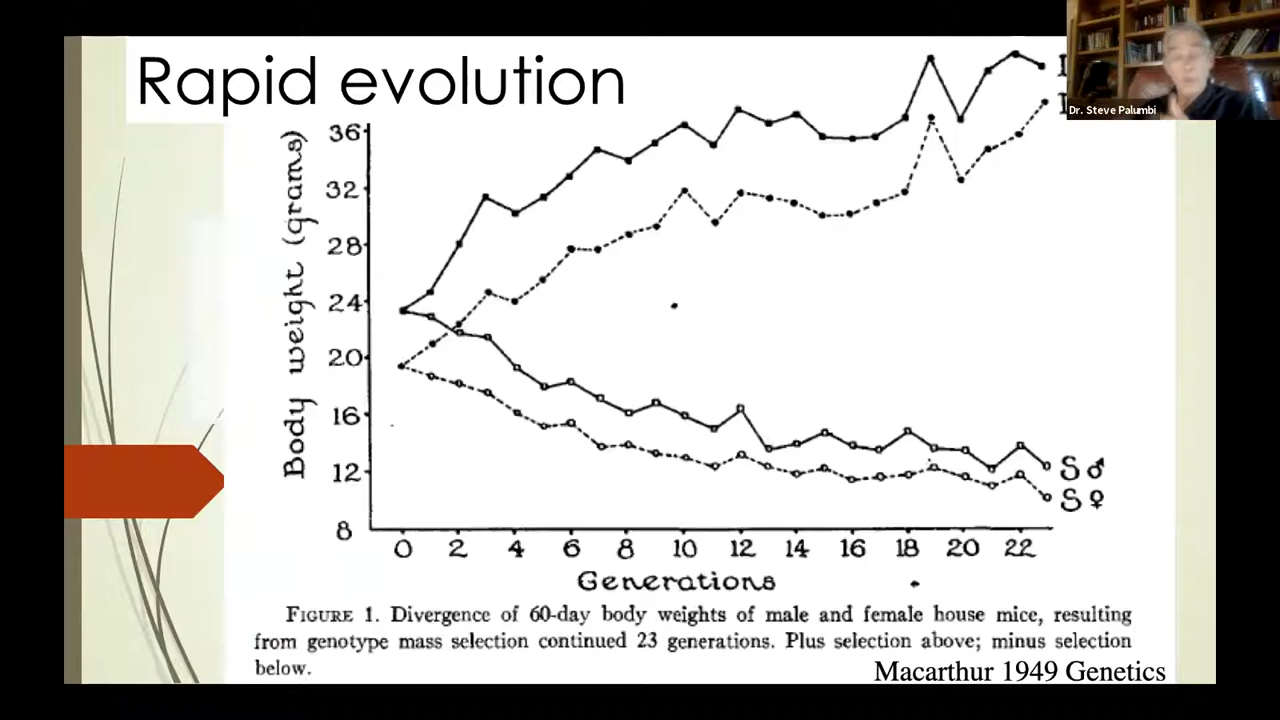 Rapid evolution
Dr. Steve Palumbi
Body weight (grams)
36
32
28
24
20
16
12
8
S ♂
S ♀
0 2 4 6 8 10 12 14 16 18 20 22
Generations
FIGURE 1. Divergence of 60-day body weights of male and female house mice, resulting
from genotype mass selection continued 23 generations. Plus selection above; minus selection
below.
Macarthur 1949 Genetics